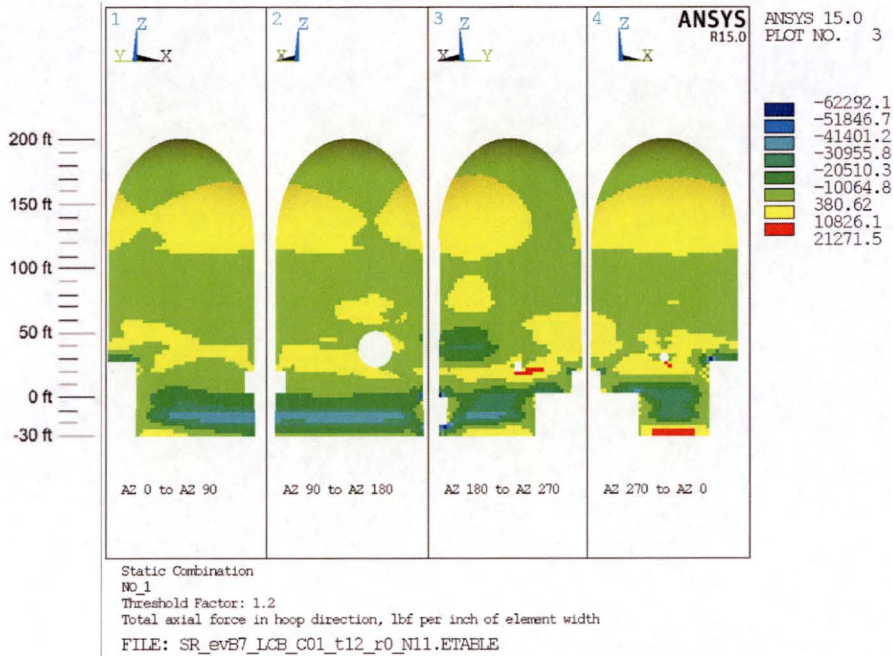 1 2 3 4 ANSYS
R15.0
ANSYS 15.0
PLOT NO. 3
Z Z Z Z
Y X X X Y X
-62292.1
-51846.7
-41401.2
-30955.8
-20510.3
-10064.8
380.62
10826.1
21271.5
200 ft
150 ft
100 ft
50 ft
0 ft
-30 ft
AZ 0 to AZ 90
AZ 90 to AZ 180
AZ 180 to AZ 270
AZ 270 to AZ 0
Static Combination
NO_1
Threshold Factor: 1.2
Total axial force in hoop direction, lbf per inch of element width
FILE: SR_evB7_LCB_C01_t12_r0_N11.ETABLE